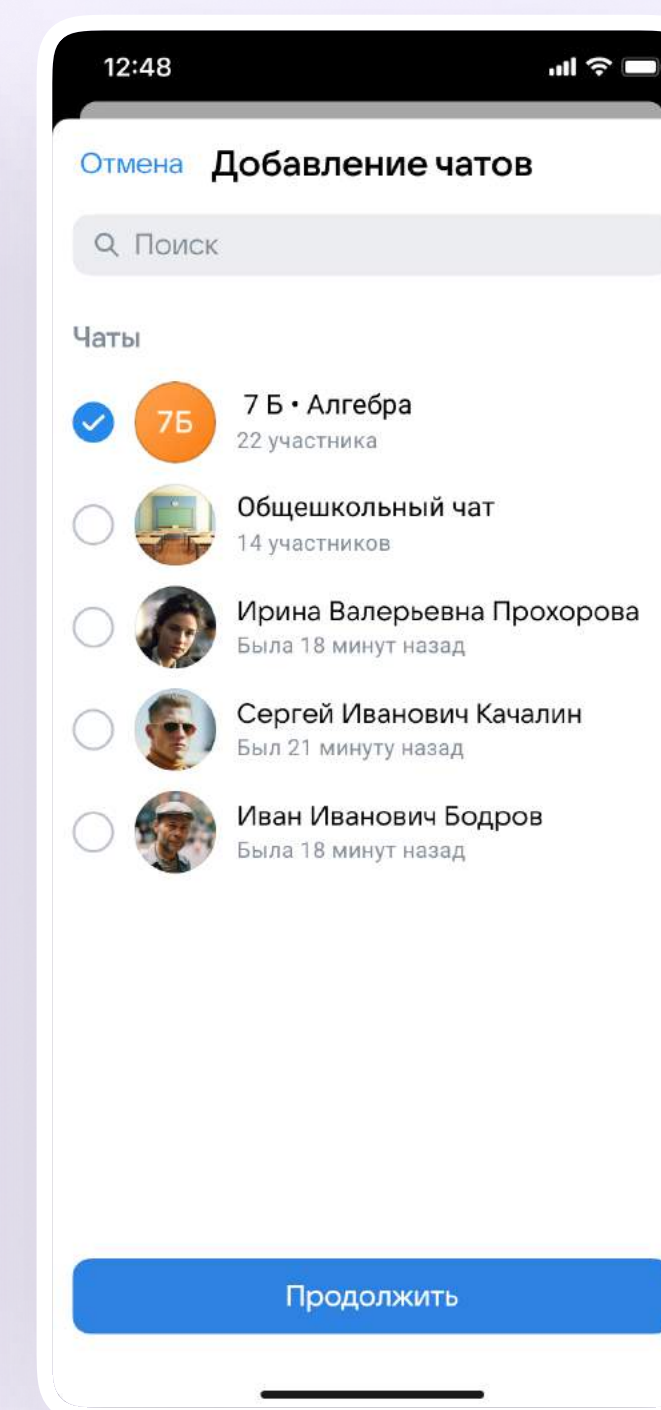 12:48
Отмена Добавление чатов
Поиск
Чаты
7Б
7 Б • Алгебра
22 участника
Общешкольный чат
14 участников
Ирина Валерьевна Прохорова
Была 18 минут назад
Сергей Иванович Качалин
Был 21 минуту назад
Иван Иванович Бодров
Была 18 минут назад
Продолжить